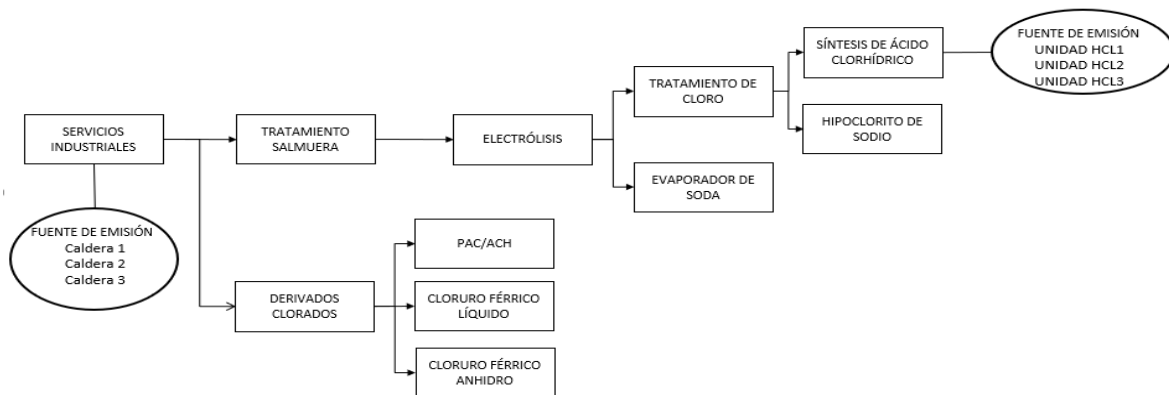 FUENTE DE EMISIÓN
UNIDAD HCL1
UNIDAD HCL2
UNIDAD HCL3
SÍNTESIS DE ÁCIDO
CLORHÍDRICO
TRATAMIENTO DE
CLORO
HIPOCLORITO DE
SODIO
SERVICIOS
INDUSTRIALES
TRATAMIENTO
SALMUERA
ELECTRÓLISIS
EVAPORADOR DE
SODA
FUENTE DE EMISIÓN
Caldera 1
Caldera 2
Caldera 3
PAC/ACH
DERIVADOS
CLORADOS
CLORURO FÉRRICO
LÍQUIDO
CLORURO FÉRRICO
ANHIDRO